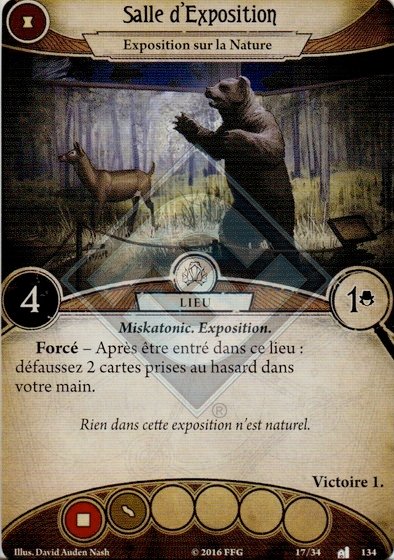 Salle d'Exposition
Exposition sur la Nature
4
LIEU
1
Miskatonic. Exposition.
Forcé – Après être entré dans ce lieu :
défaussez 2 cartes prises au hasard dans
votre main.
®
Rien dans cette exposition n'est naturel.
Victoire 1.
Illus. David Auden Nash
© 2016 FFG
17/34
134